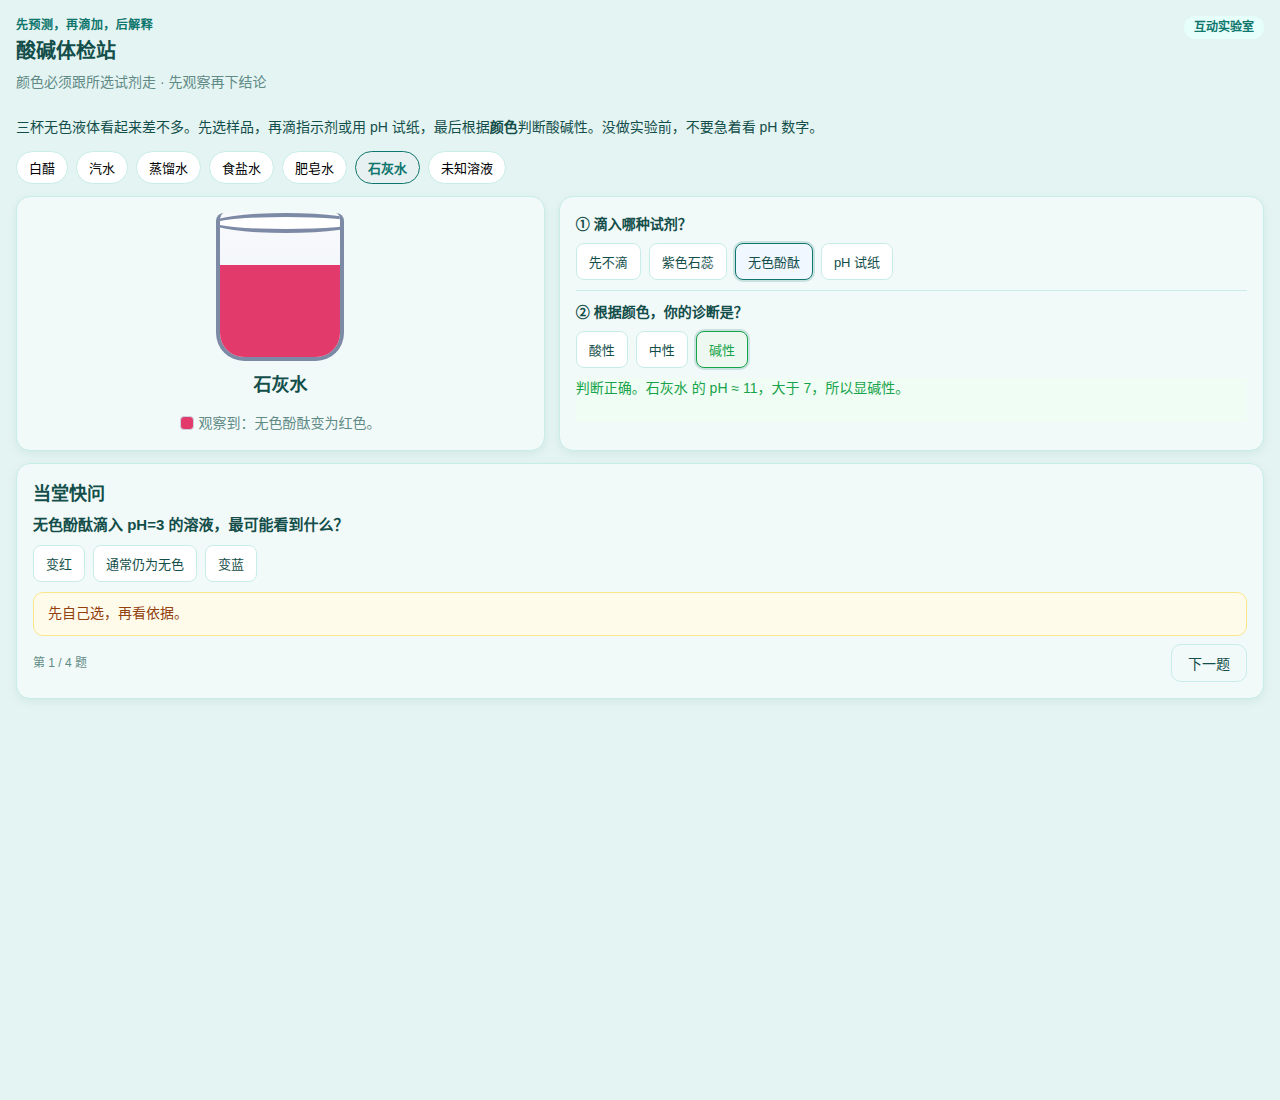 先预测，再滴加，后解释
互动实验室
酸碱体检站
颜色必须跟所选试剂走 · 先观察再下结论
三杯无色液体看起来差不多。先选样品，再滴指示剂或用 pH 试纸，最后根据颜色判断酸碱性。没做实验前，不要急着看 pH 数字。
白醋 汽水 蒸馏水 食盐水 肥皂水 石灰水 未知溶液
石灰水
观察到：无色酚酞变为红色。
① 滴入哪种试剂？
先不滴 紫色石蕊 无色酚酞 pH 试纸
② 根据颜色，你的诊断是？
酸性 中性 碱性
判断正确。石灰水 的 pH ≈ 11，大于 7，所以显碱性。
当堂快问
无色酚酞滴入 pH=3 的溶液，最可能看到什么？
变红 通常仍为无色 变蓝
先自己选，再看依据。
第 1 / 4 题
下一题